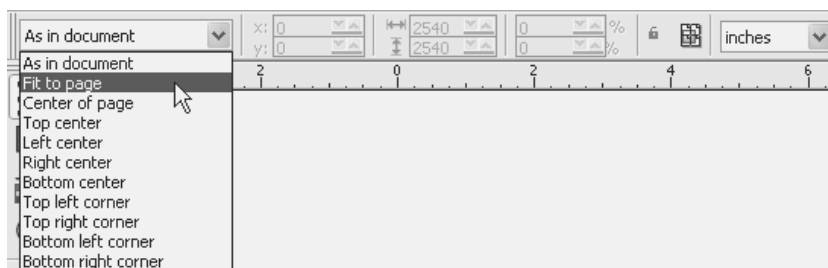 As in document x: 0 2540 0 % inches
y: 0 2540 0 %
As in document
2 0 2 4 6
Fit to page
Center of page
Top center
Left center
Right center
Bottom center
Top left corner
Top right corner
Bottom left corner
Bottom right corner